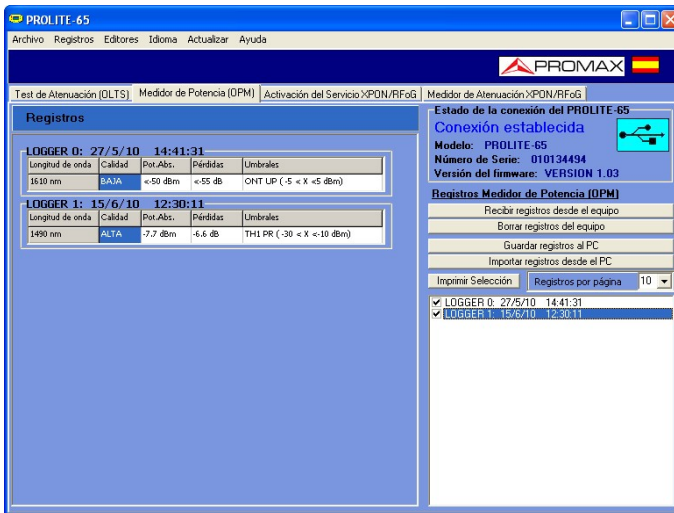 PROLITE-65
Archivo Registros Editores Idioma Actualizar Ayuda
PROMAX
Test de Atenuación (OLTS) Medidor de Potencia (OPM) Activación del Servicio XPON/RFoG Medidor de Atenuación XPON/RFoG
Registros
LOGGER 0: 27/5/10 14:41:31
Longitud de onda Calidad Pot.Abs. Pérdidas Umbrales
1610 nm BAJA <-50 dBm <-55 dB ONT UP ( -5 < X <5 dBm)
LOGGER 1: 15/6/10 12:30:11
Longitud de onda Calidad Pot.Abs. Pérdidas Umbrales
1490 nm ALTA -7.7 dBm -6.6 dB TH1 PR ( -30 < X <-10 dBm)
Estado de la conexión del PROLITE-65
Conexión establecida
Modelo: PROLITE-65
Número de Serie: 010134494
Versión del firmware: VERSION 1.03
Registros Medidor de Potencia (OPM)
Recibir registros desde el equipo
Borrar registros del equipo
Guardar registros al PC
Importar registros desde el PC
Imprimir Selección Registros por página 10
LOGGER 0: 27/5/10 14:41:31
LOGGER 1: 15/6/10 12:30:11